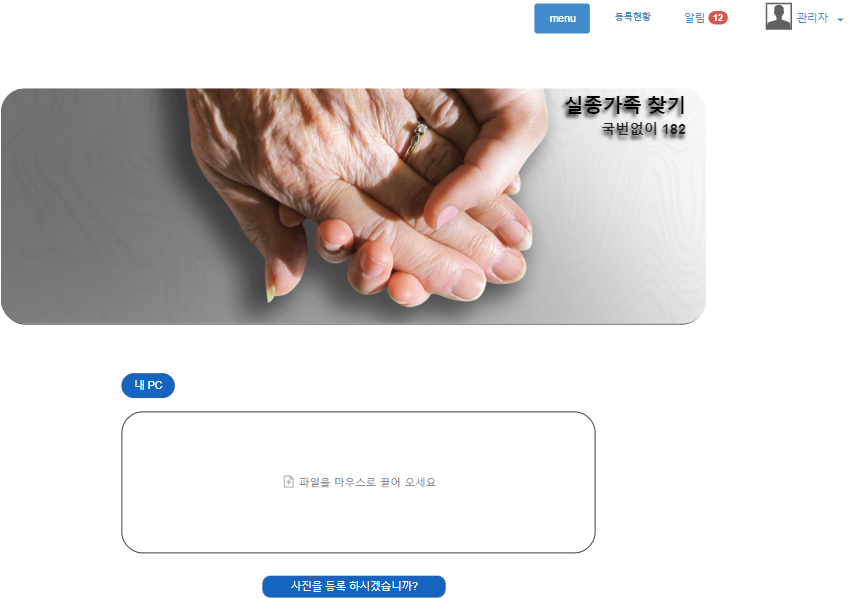 menu
등록현황
알림 12
관리자
실종가족 찾기
국번없이 182
내 PC
파일을 마우스로 끌어 오세요
사진을 등록 하시겠습니까?